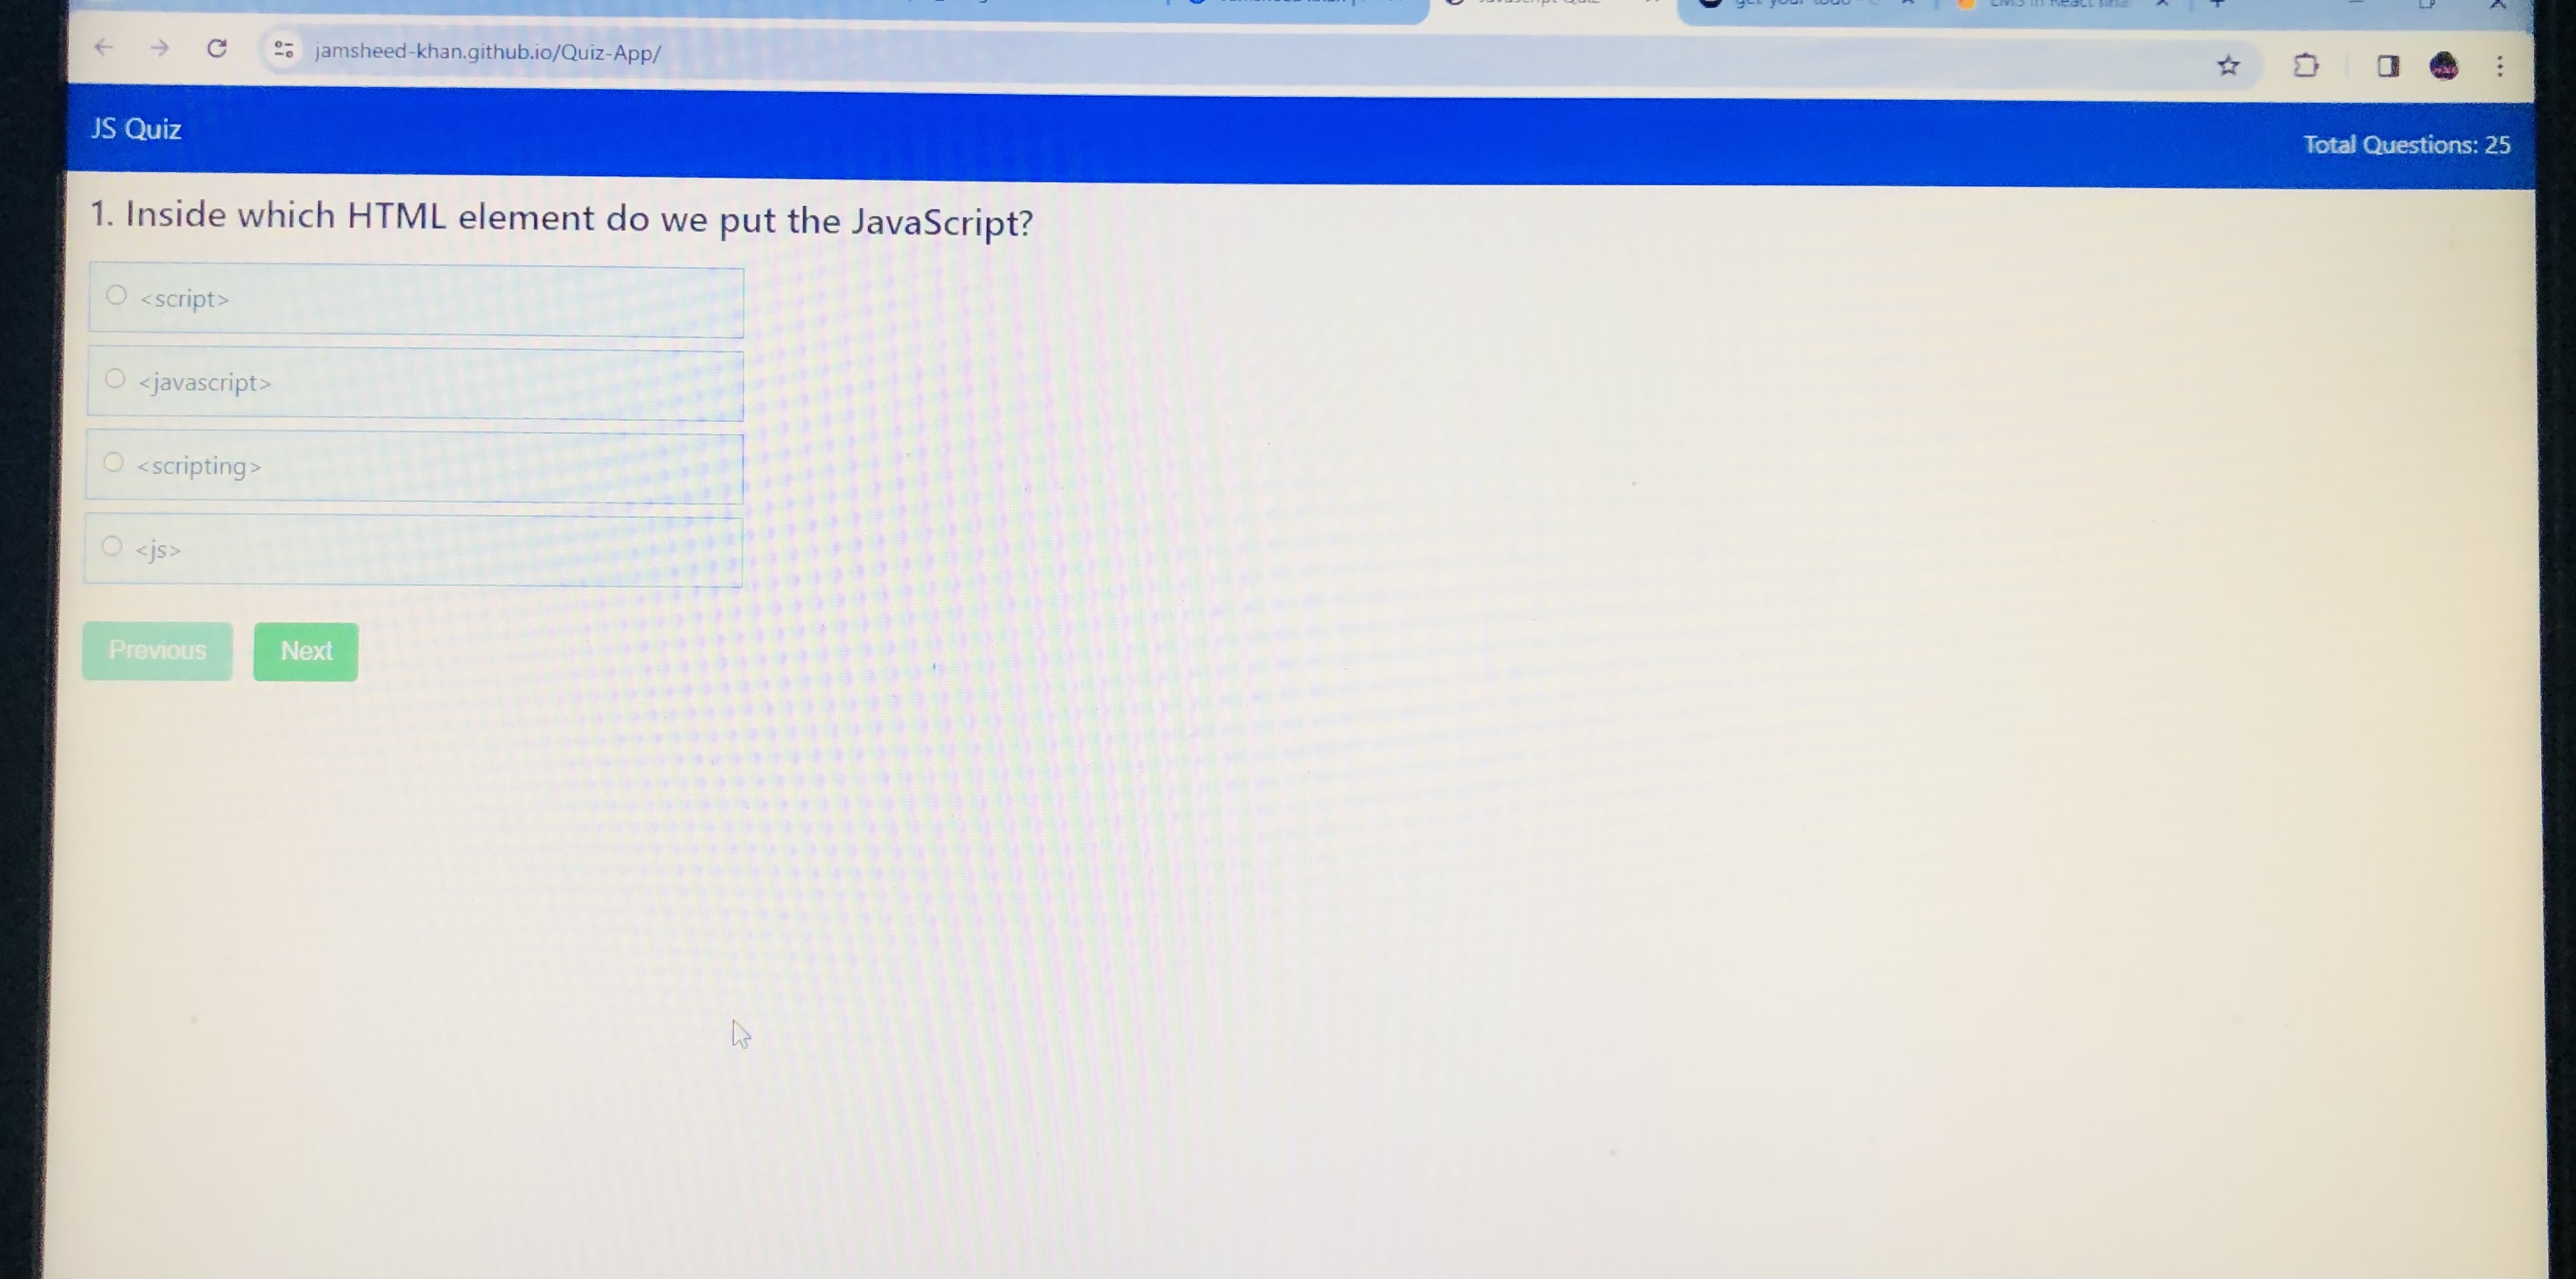 jamsheed-khan.github.io/Quiz-App/
JS Quiz
Total Questions: 25
1. Inside which HTML element do we put the JavaScript?
<script>
<javascript>
<scripting>
<js>
Previous
Next